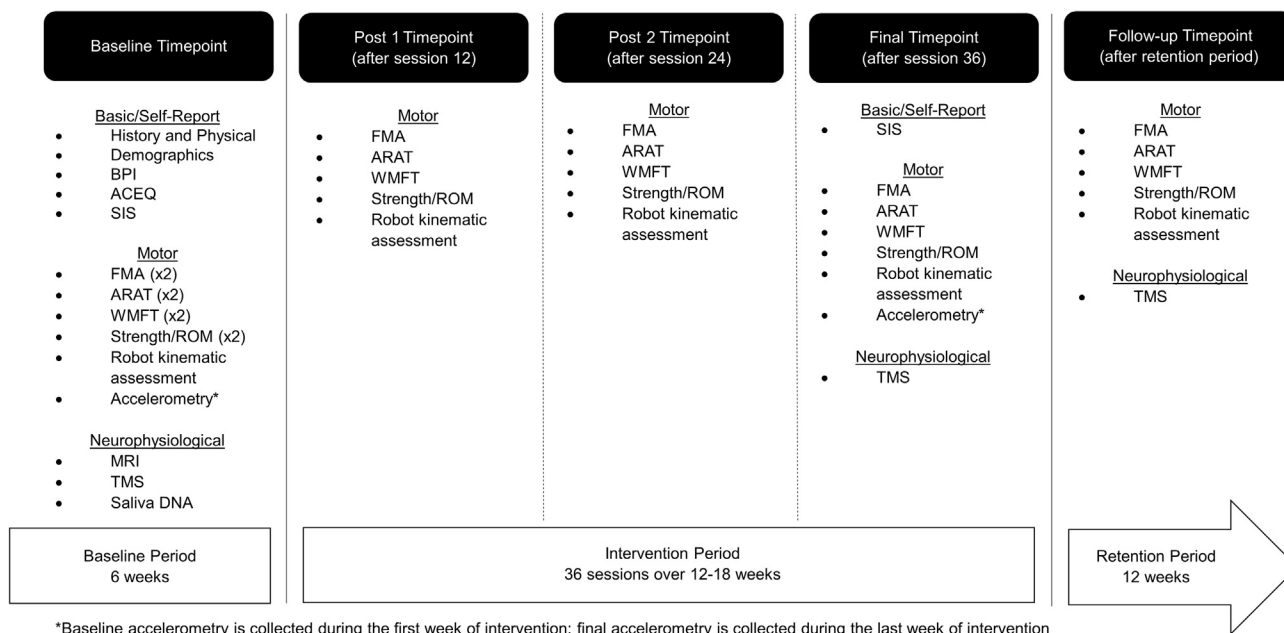 Baseline Timepoint
Basic/Self-Report
• History and Physical
• Demographics
• BPI
• ACEQ
• SIS
Motor
• FMA (x2)
• ARAT (x2)
• WMFT (x2)
• Strength/ROM (x2)
• Robot kinematic
assessment
• Accelerometry*
Neurophysiological
• MRI
• TMS
• Saliva DNA
Post 1 Timepoint
(after session 12)
Motor
• FMA
• ARAT
• WMFT
• Strength/ROM
• Robot kinematic
assessment
Post 2 Timepoint
(after session 24)
Motor
• FMA
• ARAT
• WMFT
• Strength/ROM
• Robot kinematic
assessment
Final Timepoint
(after session 36)
Basic/Self-Report
• SIS
Motor
• FMA
• ARAT
• WMFT
• Strength/ROM
• Robot kinematic
assessment
• Accelerometry*
Neurophysiological
• TMS
Follow-up Timepoint
(after retention period)
Motor
• FMA
• ARAT
• WMFT
• Strength/ROM
• Robot kinematic
assessment
Neurophysiological
• TMS
Baseline Period
6 weeks
Intervention Period
36 sessions over 12-18 weeks
Retention Period
12 weeks
*Baseline accelerometry is collected during the first week of intervention; final accelerometry is collected during the last week of intervention